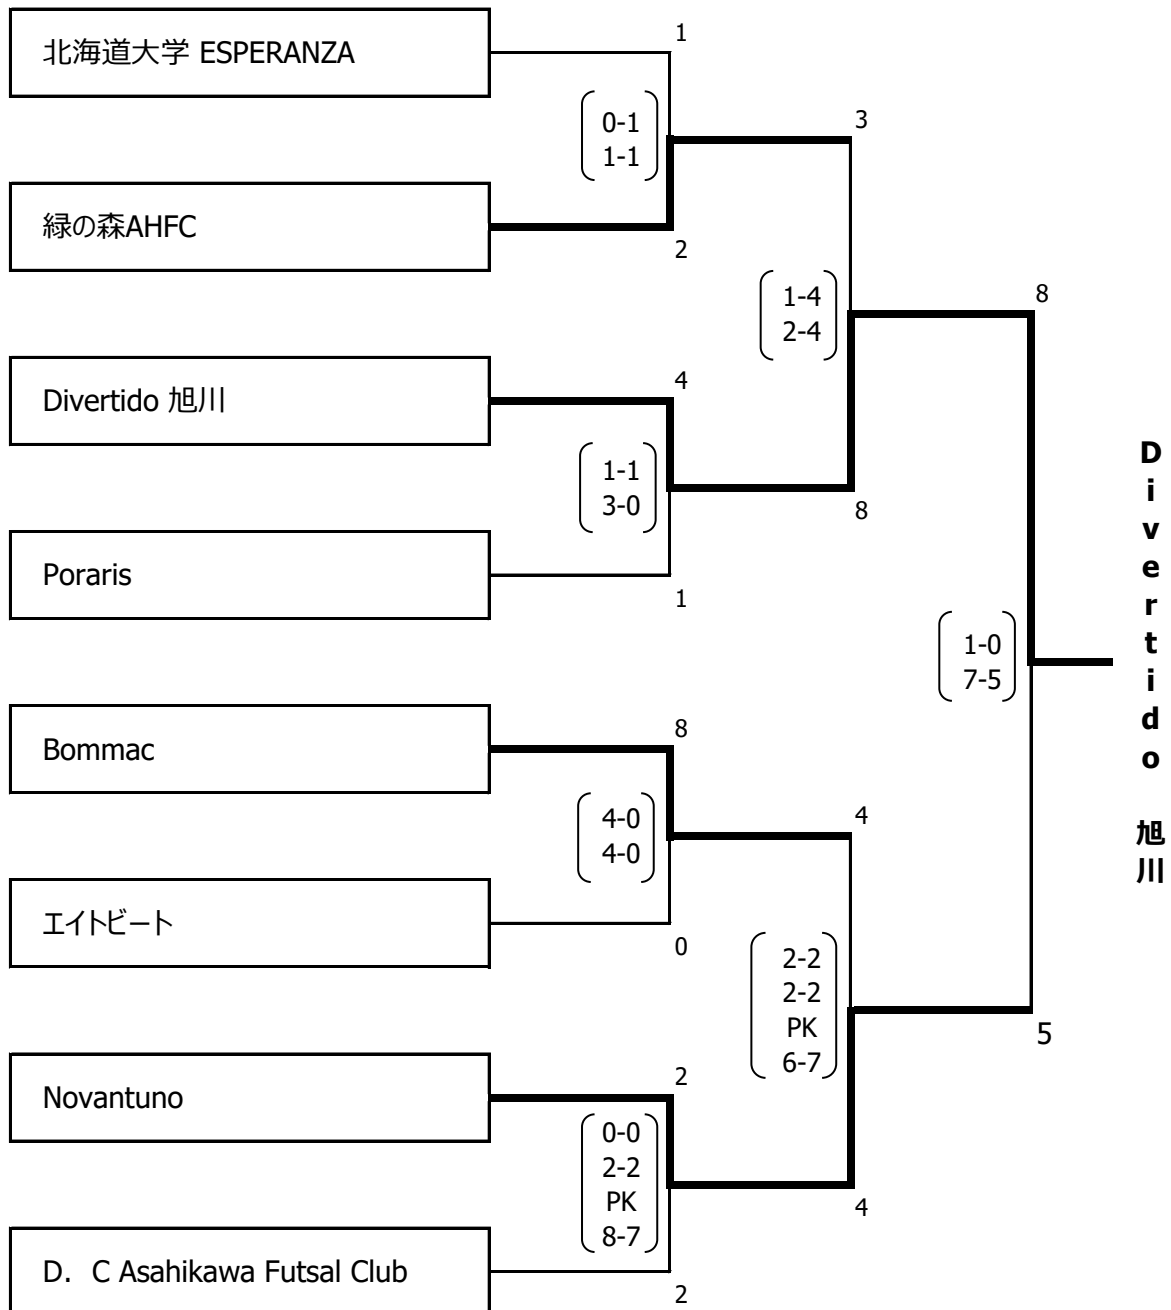 1
北海道大学 ESPERANZA
0-1
1-1
3
緑の森AHFC
2
1-4
2-4
8
Divertido 旭川
4
1-1
3-0
8
Poraris
1
1-0
7-5
Divertido 旭川
Bommac
8
4-0
4-0
4
エイトビート
0
2-2
2-2
PK
6-7
5
Novantuno
2
0-0
2-2
PK
8-7
4
D. C Asahikawa Futsal Club
2